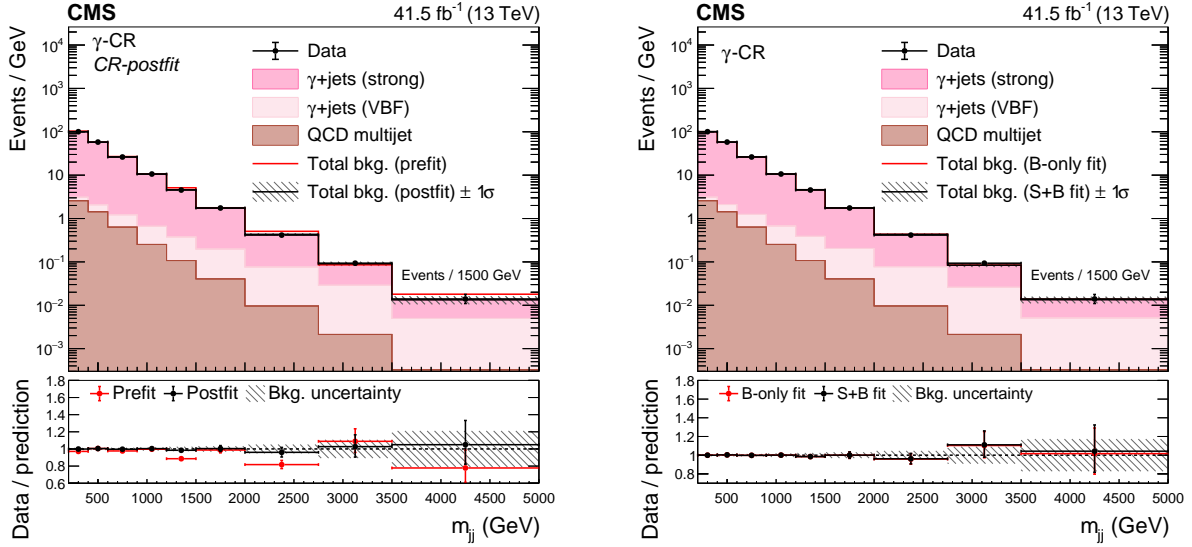 CMS 41.5 fb⁻¹ (13 TeV)
Events / GeV
10⁴
10³
10²
10
1
10⁻¹
10⁻²
10⁻³
γ-CR
CR-postfit
Data
γ+jets (strong)
γ+jets (VBF)
QCD multijet
Total bkg. (prefit)
Total bkg. (postfit) ± 1σ
Events / 1500 GeV
Data / prediction
1.8
1.6
1.4
1.2
1
0.8
0.6
Prefit Postfit Bkg. uncertainty
500 1000 1500 2000 2500 3000 3500 4000 4500 5000
m_jj (GeV)
CMS 41.5 fb⁻¹ (13 TeV)
Events / GeV
10⁴
10³
10²
10
1
10⁻¹
10⁻²
10⁻³
γ-CR
Data
γ+jets (strong)
γ+jets (VBF)
QCD multijet
Total bkg. (B-only fit)
Total bkg. (S+B fit) ± 1σ
Events / 1500 GeV
Data / prediction
1.8
1.6
1.4
1.2
1
0.8
B-only fit S+B fit Bkg. uncertainty
500 1000 1500 2000 2500 3000 3500 4000 4500 5000
m_jj (GeV)